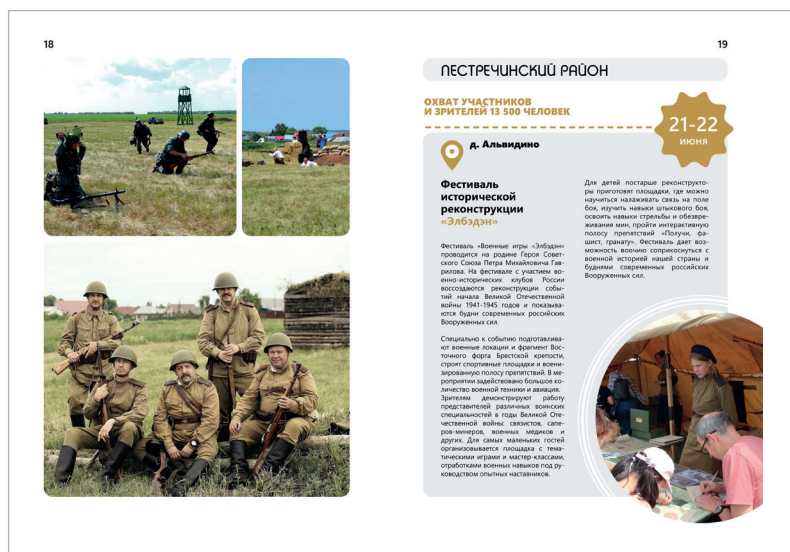 18
19
ПЕСТРЕЧИНСКИЙ РАЙОН
ОХВАТ УЧАСТНИКОВ
И ЗРИТЕЛЕЙ 13 500 ЧЕЛОВЕК
21-22
ИЮНЯ
д. Альвидино
Фестиваль
исторической
реконструкции
«Элбэдэн»
Фестиваль «Военные игры «Элбэдэн»
проводится на родине Героя Совет-
ского Союза Петра Михайловича Гав-
рилова. На фестивале с участием во-
енно-исторических клубов России
воссоздаются реконструкции собы-
тий начала Великой Отечественной
войны 1941-1945 годов и показыва-
ются будни современных российских
Вооруженных сил.
Специально к событию подготавлива-
ют военные локации и фрагмент Вос-
точного форта Брестской крепости,
строят спортивные площадки и воени-
зированную полосу препятствий. В ме-
роприятии задействовано большое ко-
личество военной техники и авиация.
Зрителям демонстрируют работу
представителей различных воинских
специальностей в годы Великой Оте-
чественной войны: связистов, сапе-
ров-минеров, военных медиков и
других. Для самых маленьких гостей
организовывается площадка с тема-
тическими играми и мастер-классами,
отработками военных навыков под ру-
ководством опытных наставников.
Для детей постарше реконструкто-
ры приготовят площадки, где можно
научиться налаживать связь на поле
боя, изучить навыки штыкового боя,
освоить навыки стрельбы и обезвре-
живания мин, пройти интерактивную
полосу препятствий «Получи, фа-
шист, гранату». Фестиваль дает воз-
можность воочию соприкоснуться с
военной историей нашей страны и
буднями современных российских
Вооруженных сил.